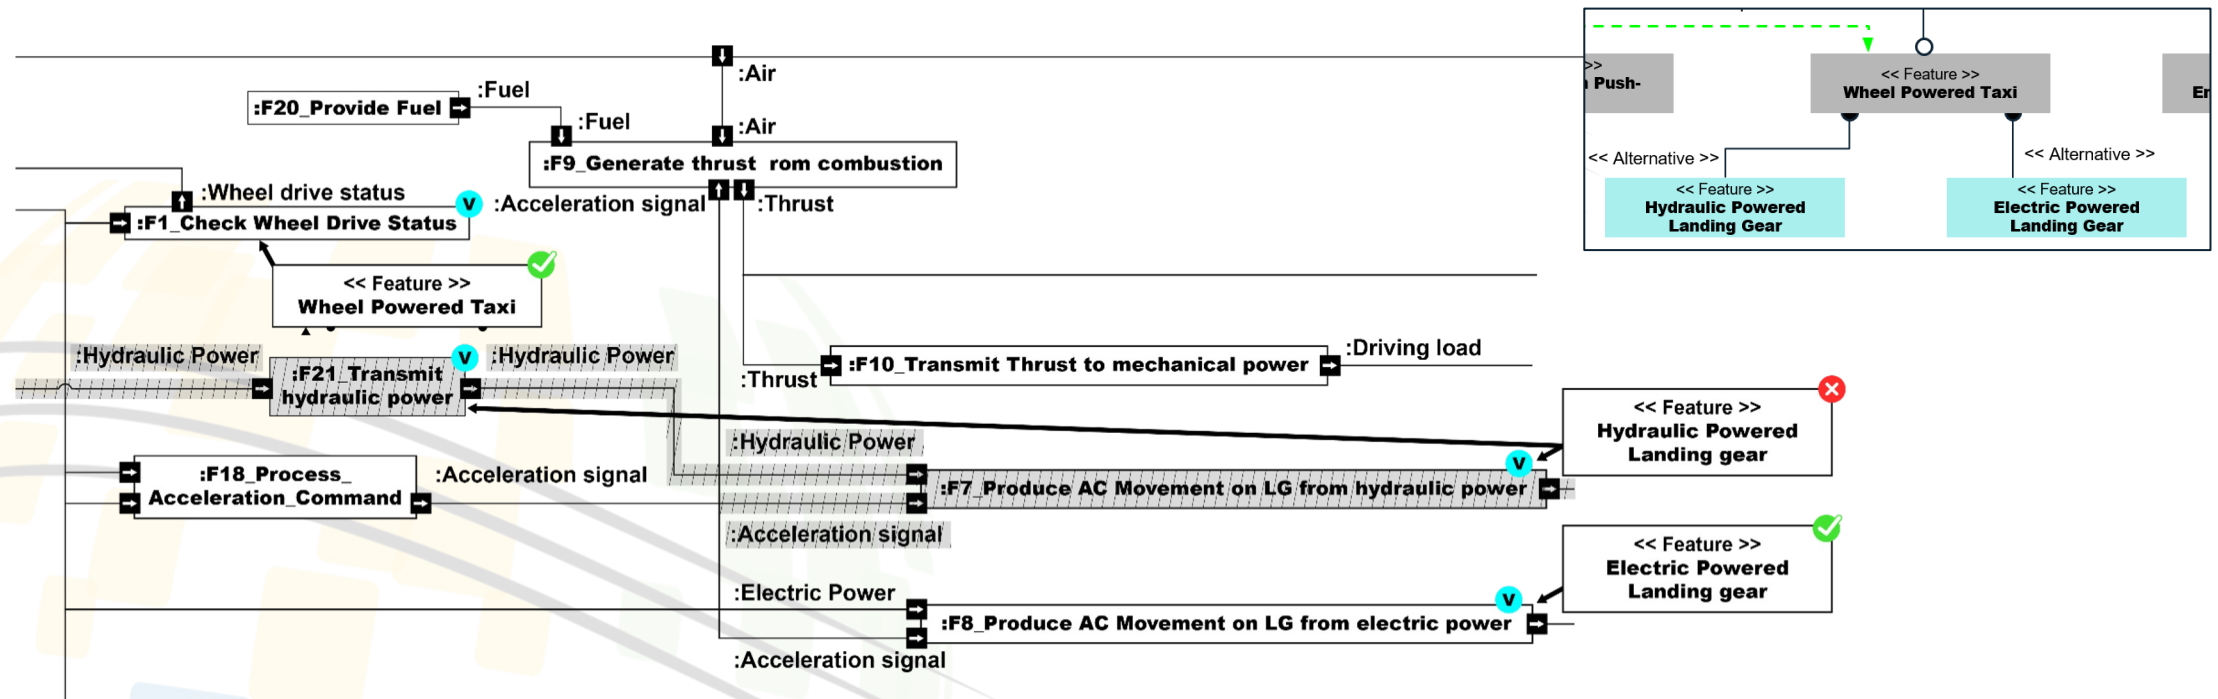 :Air
:Fuel
:F20_Provide Fuel
:Fuel
:Air
:F9_Generate thrust rom combustion
:Wheel drive status
:Acceleration signal
:Thrust
V
:F1_Check Wheel Drive Status
<< Feature >>
Wheel Powered Taxi
:Hydraulic Power
V
:Hydraulic Power
:F21_Transmit
hydraulic power
:Thrust
:F10_Transmit Thrust to mechanical power
:Driving load
:Hydraulic Power
<< Feature >>
Hydraulic Powered
Landing gear
:F18_Process_
Acceleration_Command
:Acceleration signal
V
:F7_Produce AC Movement on LG from hydraulic power
:Acceleration signal
<< Feature >>
Electric Powered
Landing gear
:Electric Power
V
:F8_Produce AC Movement on LG from electric power
:Acceleration signal
>>
Push-
<< Feature >>
Wheel Powered Taxi
Er
<< Alternative >>
<< Alternative >>
<< Feature >>
Hydraulic Powered
Landing Gear
<< Feature >>
Electric Powered
Landing Gear